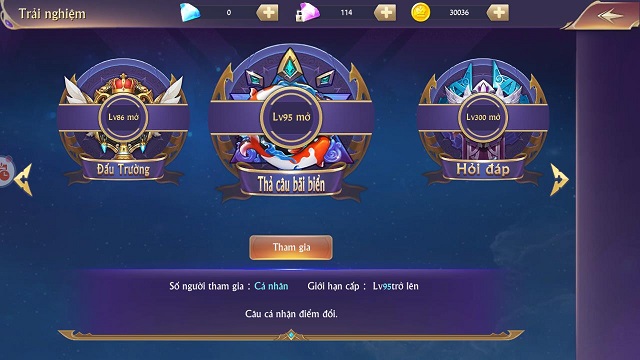 Trải nghiệm
0
114
30036
Lv86 mở
Lv95 mở
Lv300 mở
Đấu Trường
Thả câu bãi biển
Hỏi đáp
Tham gia
Số người tham gia : Cá nhân Giới hạn cấp : Lv95trở lên
Câu cá nhận điểm đổi.